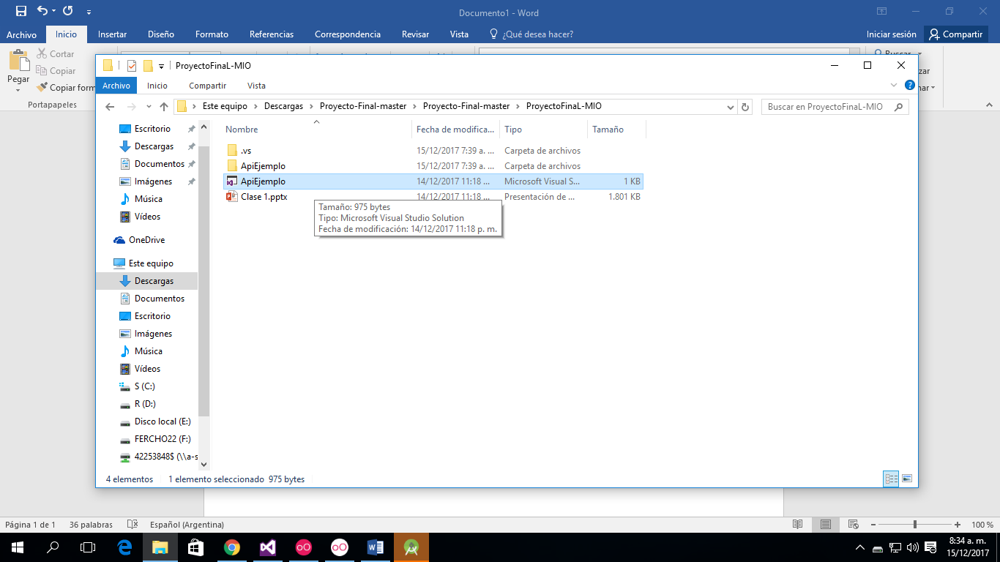 Documento1 - Word
Archivo Inicio Insertar Diseño Formato Referencias Correspondencia Revisar Vista ¿Qué desea hacer? Iniciar sesión Compartir
Pegar
Cortar
Copiar
Copiar form
Portapapeles
Buscar
ProyectoFinaL-MIO
Archivo Inicio Compartir Vista
Este equipo Descargas Proyecto-Final-master Proyecto-Final-master ProyectoFinaL-MIO
Buscar en ProyectoFinaL-MIO
Escritorio
Descargas
Documentos
Imágenes
Música
Vídeos
OneDrive
Este equipo
Descargas
Documentos
Escritorio
Imágenes
Música
Vídeos
S (C:)
R (D:)
Disco local (E:)
FERCHO22 (F:)
42253848$ (\\a-s
Nombre Fecha de modifica... Tipo Tamaño
.vs 15/12/2017 7:39 a. ... Carpeta de archivos
ApiEjemplo 15/12/2017 7:39 a. ... Carpeta de archivos
ApiEjemplo 14/12/2017 11:18 ... Microsoft Visual S... 1 KB
Clase 1.pptx 14/12/2017 11:18 ... Presentación de ... 1.801 KB
Tamaño: 975 bytes
Tipo: Microsoft Visual Studio Solution
Fecha de modificación: 14/12/2017 11:18 p. m.
4 elementos 1 elemento seleccionado 975 bytes
Página 1 de 1 36 palabras Español (Argentina) 100 %
8:34 a. m.
15/12/2017